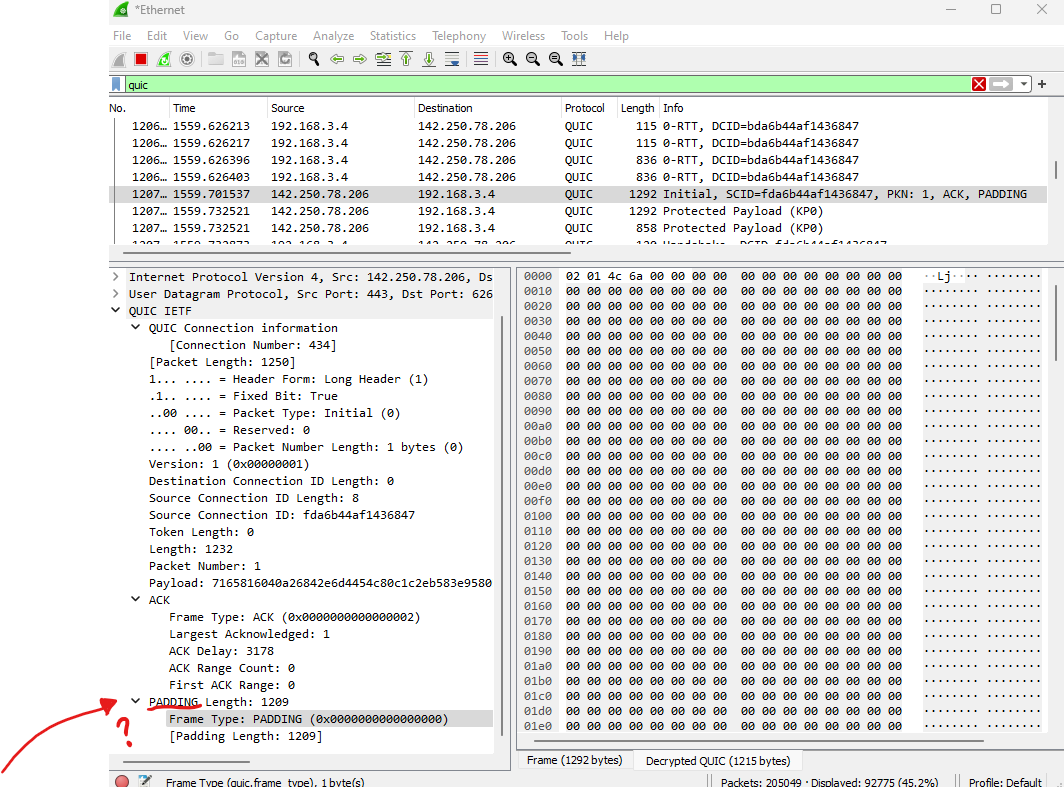 *Ethernet
File Edit View Go Capture Analyze Statistics Telephony Wireless Tools Help
quic
No. Time Source Destination Protocol Length Info
1206… 1559.626213 192.168.3.4 142.250.78.206 QUIC 115 0-RTT, DCID=bda6b44af1436847
1206… 1559.626217 192.168.3.4 142.250.78.206 QUIC 115 0-RTT, DCID=bda6b44af1436847
1206… 1559.626396 192.168.3.4 142.250.78.206 QUIC 836 0-RTT, DCID=bda6b44af1436847
1206… 1559.626403 192.168.3.4 142.250.78.206 QUIC 836 0-RTT, DCID=bda6b44af1436847
1207… 1559.701537 142.250.78.206 192.168.3.4 QUIC 1292 Initial, SCID=fda6b44af1436847, PKN: 1, ACK, PADDING
1207… 1559.732521 142.250.78.206 192.168.3.4 QUIC 1292 Protected Payload (KP0)
1207… 1559.732521 142.250.78.206 192.168.3.4 QUIC 858 Protected Payload (KP0)
1207… 1559.732873 192.168.3.4 142.250.78.206 QUIC 120 Handshake, DCID=fda6b44af1436847
Internet Protocol Version 4, Src: 142.250.78.206, Ds
User Datagram Protocol, Src Port: 443, Dst Port: 626
QUIC IETF
QUIC Connection information
[Connection Number: 434]
[Packet Length: 1250]
1... .... = Header Form: Long Header (1)
.1.. .... = Fixed Bit: True
..00 .... = Packet Type: Initial (0)
.... 00.. = Reserved: 0
.... ..00 = Packet Number Length: 1 bytes (0)
Version: 1 (0x00000001)
Destination Connection ID Length: 0
Source Connection ID Length: 8
Source Connection ID: fda6b44af1436847
Token Length: 0
Length: 1232
Packet Number: 1
Payload: 7165816040a26842e6d4454c80c1c2eb583e9580
ACK
Frame Type: ACK (0x0000000000000002)
Largest Acknowledged: 1
ACK Delay: 3178
ACK Range Count: 0
First ACK Range: 0
PADDING Length: 1209
?
Frame Type: PADDING (0x0000000000000000)
[Padding Length: 1209]
0000 02 01 4c 6a 00 00 00 00 00 00 00 00 00 00 00 00 ··Lj···· ········
0010 00 00 00 00 00 00 00 00 00 00 00 00 00 00 00 00 ········ ········
0020 00 00 00 00 00 00 00 00 00 00 00 00 00 00 00 00 ········ ········
0030 00 00 00 00 00 00 00 00 00 00 00 00 00 00 00 00 ········ ········
0040 00 00 00 00 00 00 00 00 00 00 00 00 00 00 00 00 ········ ········
0050 00 00 00 00 00 00 00 00 00 00 00 00 00 00 00 00 ········ ········
0060 00 00 00 00 00 00 00 00 00 00 00 00 00 00 00 00 ········ ········
0070 00 00 00 00 00 00 00 00 00 00 00 00 00 00 00 00 ········ ········
0080 00 00 00 00 00 00 00 00 00 00 00 00 00 00 00 00 ········ ········
0090 00 00 00 00 00 00 00 00 00 00 00 00 00 00 00 00 ········ ········
00a0 00 00 00 00 00 00 00 00 00 00 00 00 00 00 00 00 ········ ········
00b0 00 00 00 00 00 00 00 00 00 00 00 00 00 00 00 00 ········ ········
00c0 00 00 00 00 00 00 00 00 00 00 00 00 00 00 00 00 ········ ········
00d0 00 00 00 00 00 00 00 00 00 00 00 00 00 00 00 00 ········ ········
00e0 00 00 00 00 00 00 00 00 00 00 00 00 00 00 00 00 ········ ········
00f0 00 00 00 00 00 00 00 00 00 00 00 00 00 00 00 00 ········ ········
0100 00 00 00 00 00 00 00 00 00 00 00 00 00 00 00 00 ········ ········
0110 00 00 00 00 00 00 00 00 00 00 00 00 00 00 00 00 ········ ········
0120 00 00 00 00 00 00 00 00 00 00 00 00 00 00 00 00 ········ ········
0130 00 00 00 00 00 00 00 00 00 00 00 00 00 00 00 00 ········ ········
0140 00 00 00 00 00 00 00 00 00 00 00 00 00 00 00 00 ········ ········
0150 00 00 00 00 00 00 00 00 00 00 00 00 00 00 00 00 ········ ········
0160 00 00 00 00 00 00 00 00 00 00 00 00 00 00 00 00 ········ ········
0170 00 00 00 00 00 00 00 00 00 00 00 00 00 00 00 00 ········ ········
0180 00 00 00 00 00 00 00 00 00 00 00 00 00 00 00 00 ········ ········
0190 00 00 00 00 00 00 00 00 00 00 00 00 00 00 00 00 ········ ········
01a0 00 00 00 00 00 00 00 00 00 00 00 00 00 00 00 00 ········ ········
01b0 00 00 00 00 00 00 00 00 00 00 00 00 00 00 00 00 ········ ········
01c0 00 00 00 00 00 00 00 00 00 00 00 00 00 00 00 00 ········ ········
01d0 00 00 00 00 00 00 00 00 00 00 00 00 00 00 00 00 ········ ········
01e0 00 00 00 00 00 00 00 00 00 00 00 00 00 00 00 00 ········ ········
Frame (1292 bytes) Decrypted QUIC (1215 bytes)
Frame Type (quic.frame_type), 1 byte(s) Packets: 205049 · Displayed: 92775 (45.2%) Profile: Default